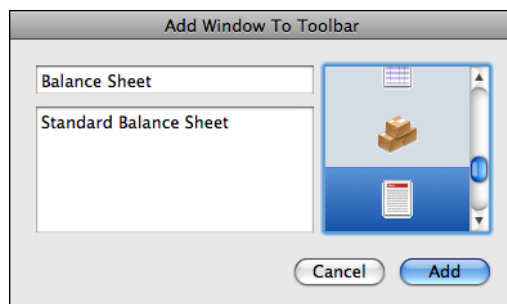 Add Window To Toolbar
Balance Sheet
Standard Balance Sheet
Cancel
Add